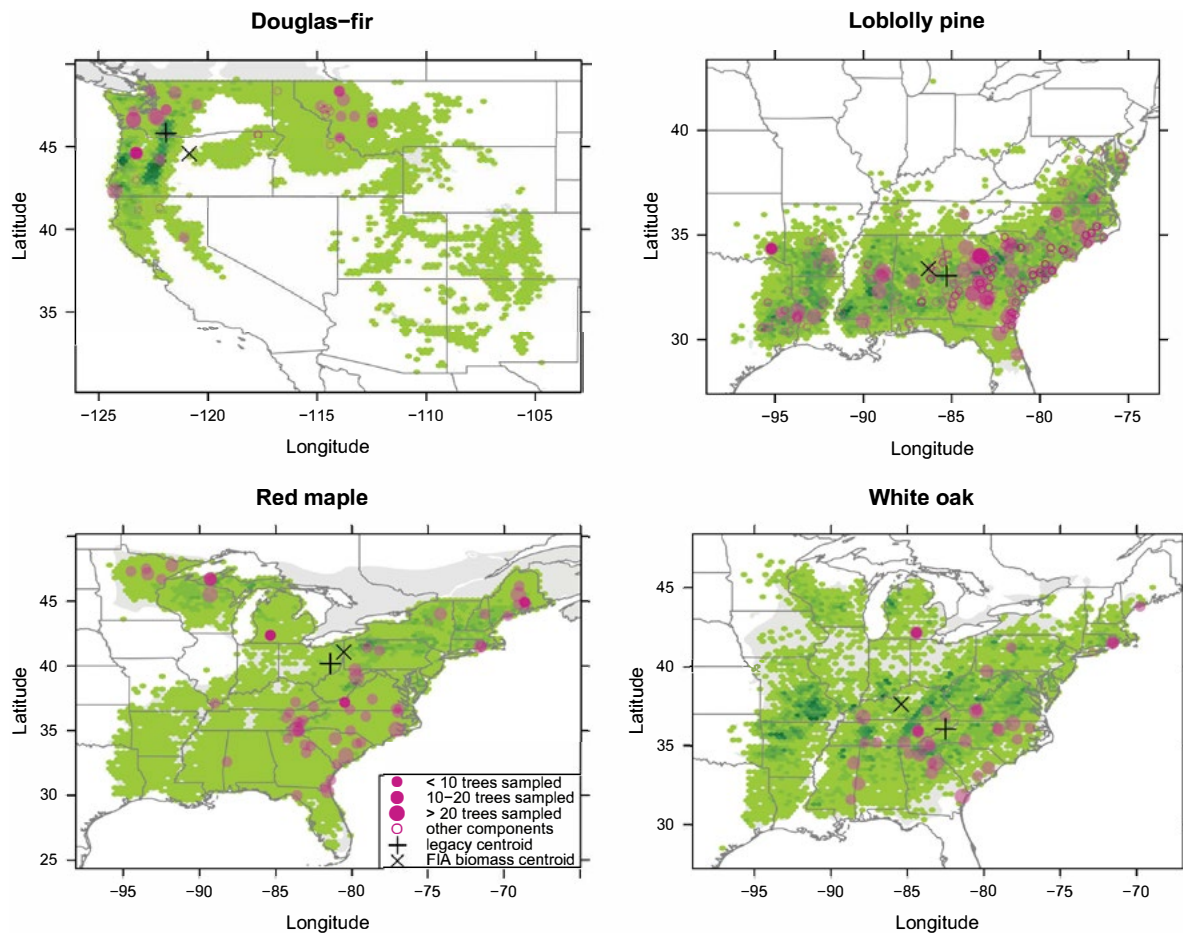 Douglas−fir
Loblolly pine
Latitude
45
40
35
−125
−120
−115
−110
−105
Longitude
Latitude
40
35
30
−95
−90
−85
−80
−75
Longitude
Red maple
White oak
Latitude
45
40
35
30
25
−95
−90
−85
−80
−75
−70
Longitude
< 10 trees sampled
10−20 trees sampled
> 20 trees sampled
other components
legacy centroid
FIA biomass centroid
Latitude
45
40
35
30
−95
−90
−85
−80
−75
−70
Longitude